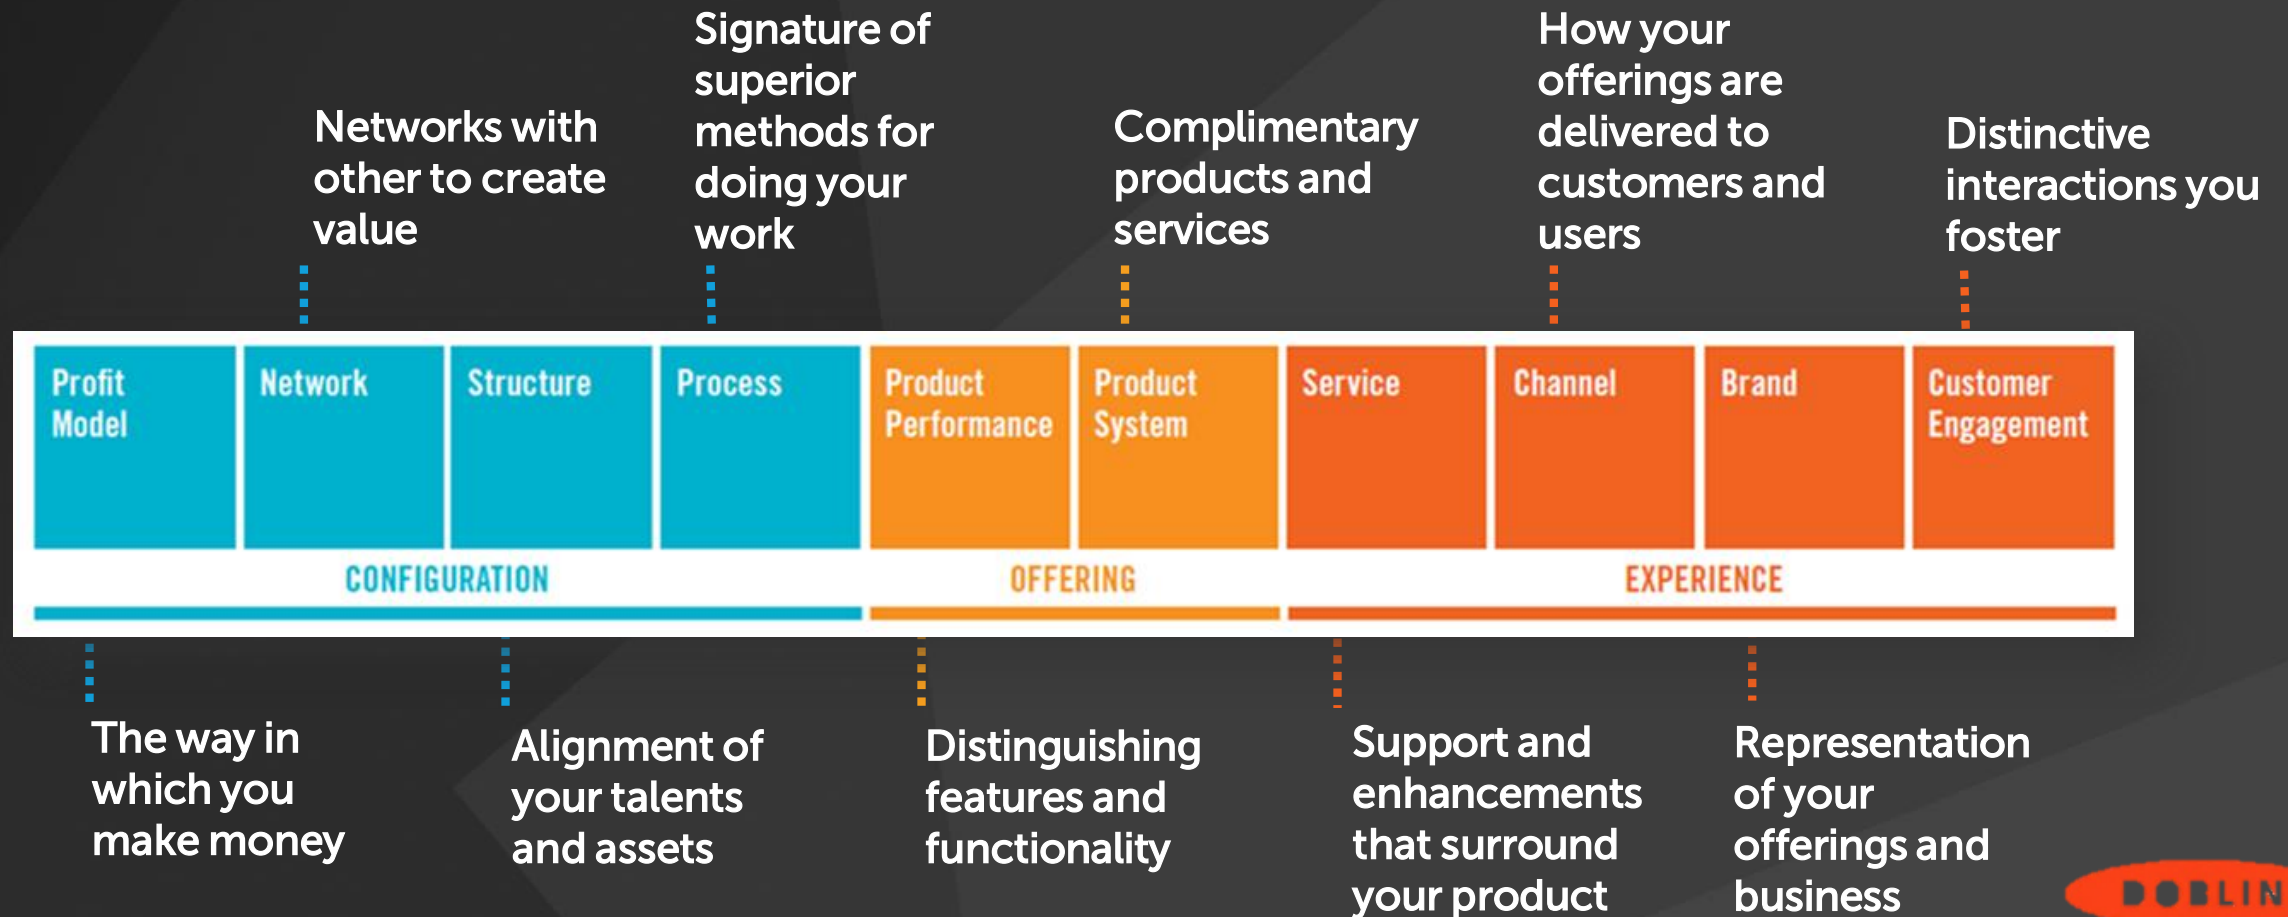 Networks with
other to create
value
Signature of
superior
methods for
doing your
work
Complimentary
products and
services
How your
offerings are
delivered to
customers and
users
Distinctive
interactions you
foster
Profit
Model
Network
Structure
Process
Product
Performance
Product
System
Service
Channel
Brand
Customer
Engagement
CONFIGURATION
OFFERING
EXPERIENCE
The way in
which you
make money
Alignment of
your talents
and assets
Distinguishing
features and
functionality
Support and
enhancements
that surround
your product
Representation
of your
offerings and
business
DOBLIN